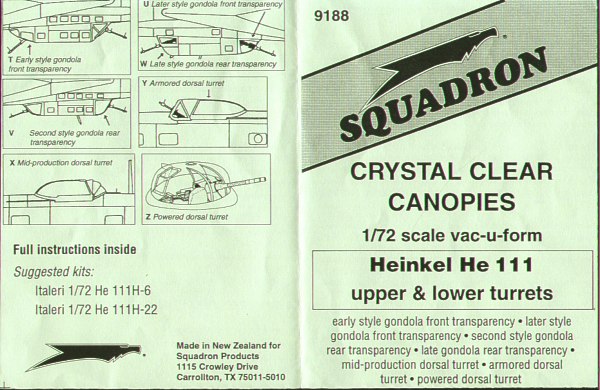 T Early style gondola
front transparency
U Later style gondola front transparency
W Late style gondola rear transparency
V Second style gondola rear
transparency
Y Armored dorsal turret
X Mid-production dorsal turret
Z Powered dorsal turret
Full instructions inside
Suggested kits:
Italeri 1/72 He 111H-6
Italeri 1/72 He 111H-22
Made in New Zealand for
Squadron Products
1115 Crowley Drive
Carrollton, TX 75011-5010
9188
SQUADRON
CRYSTAL CLEAR
CANOPIES
1/72 scale vac-u-form
Heinkel He 111
upper & lower turrets
early style gondola front transparency • later style
gondola front transparency • second style gondola
rear transparency • late gondola rear transparency •
mid-production dorsal turret • armored dorsal
turret • powered dorsal turret